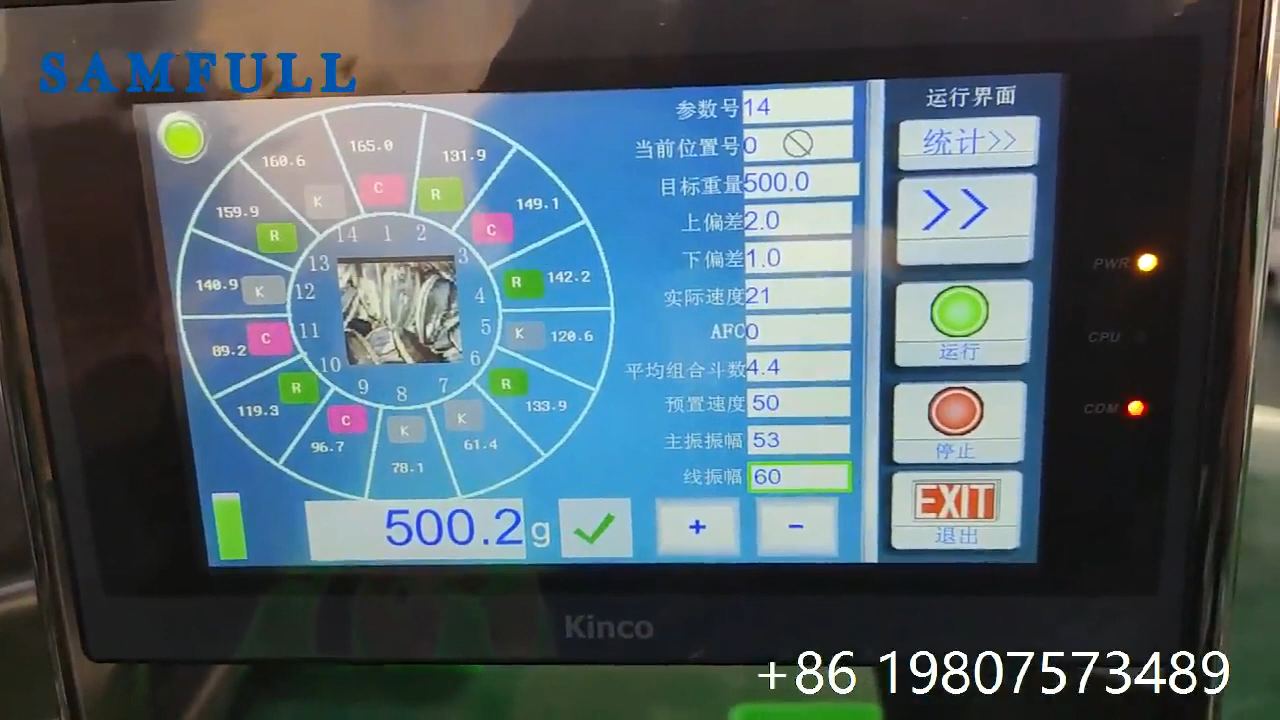 SAMFULL
运行界面
参数号 14
当前位置号 0
目标重量 500.0
上偏差 2.0
下偏差 1.0
实际速度 21
AFC 0
平均组合斗数 4.4
预置速度 50
主振振幅 53
线振幅 60
165.0 C 1
131.9 R 2
149.1 C 3
142.2 R 4
120.6 K 5
133.9 R 6
61.4 K 7
78.1 K 8
96.7 C 9
119.3 R 10
89.2 C 11
140.9 K 12
159.9 R 13
160.6 K 14
500.2 g
+
-
统计>>
>>
运行
停止
EXIT
退出
PWR
CPU
COM
Kinco
+86 19807573489